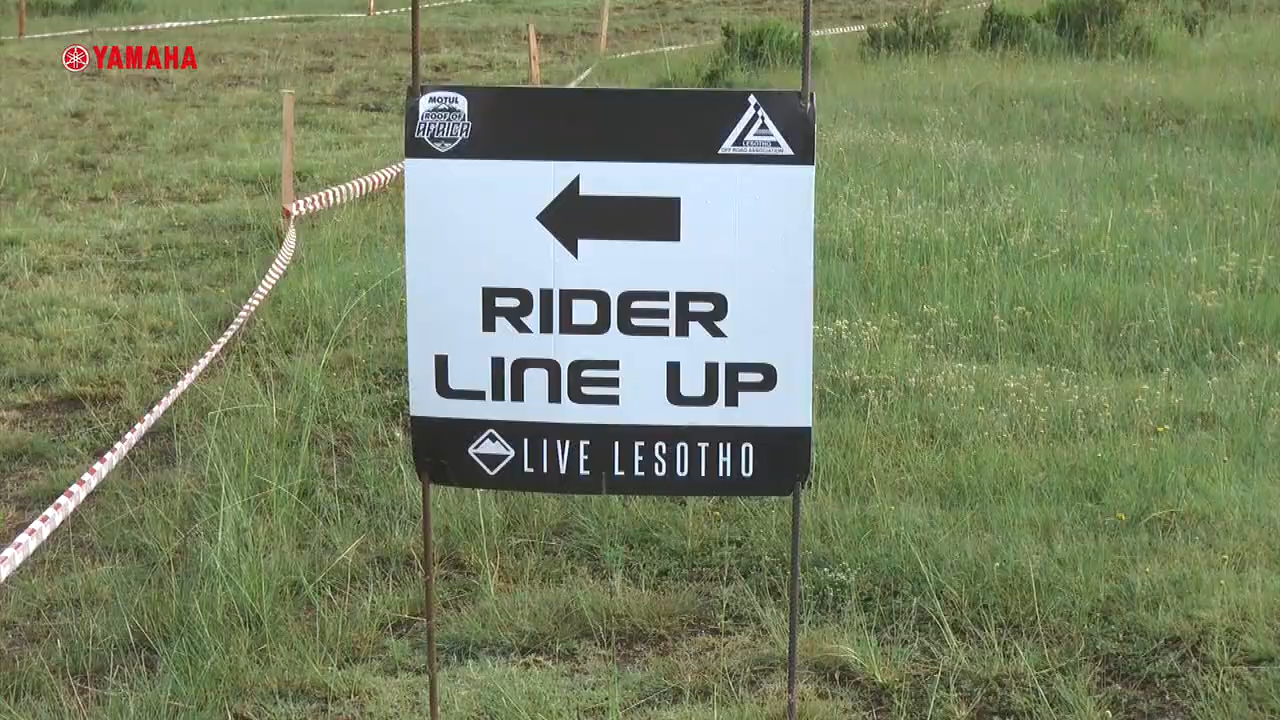 YAMAHA
MOTUL
ROOF OF
AFRICA
LESOTHO
OFF ROAD ASSOCIATION
RIDER
LINE UP
LIVE LESOTHO